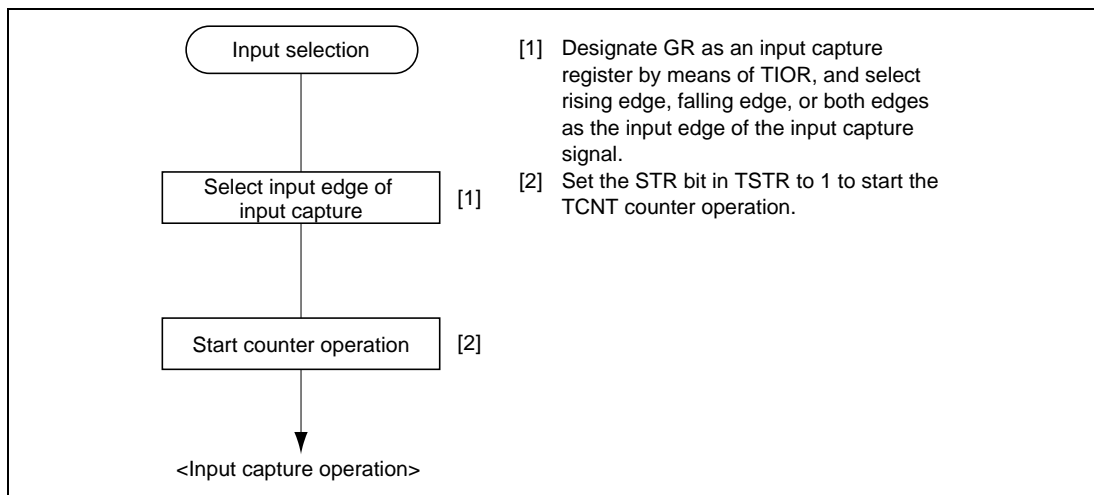 Input selection
Select input edge of
input capture
[1]
Start counter operation
[2]
<Input capture operation>
[1] Designate GR as an input capture
register by means of TIOR, and select
rising edge, falling edge, or both edges
as the input edge of the input capture
signal.
[2] Set the STR bit in TSTR to 1 to start the
TCNT counter operation.